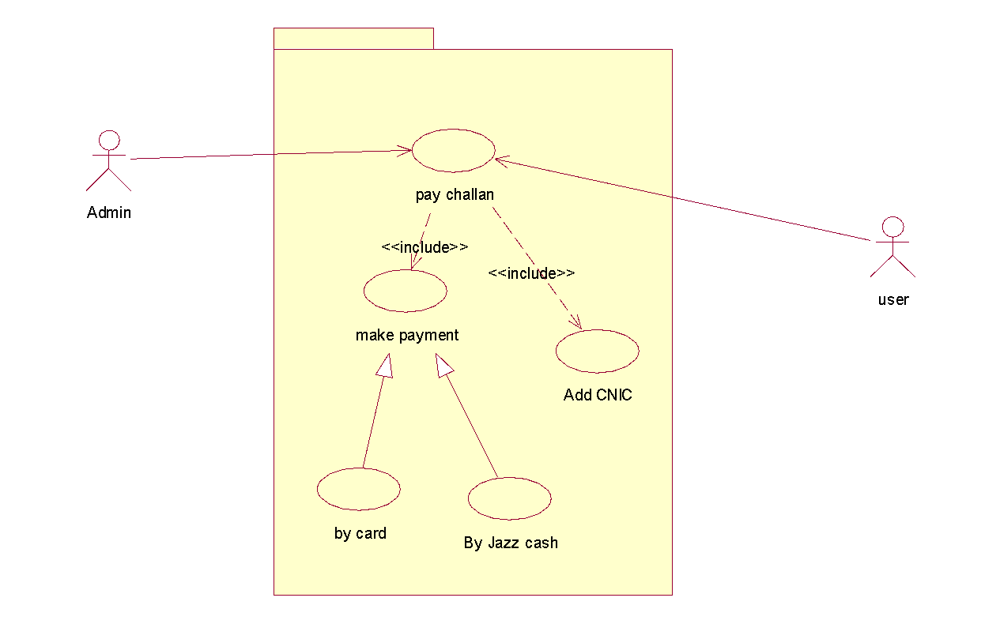 Admin
pay challan
<<include>>
<<include>>
user
make payment
Add CNIC
by card
By Jazz cash